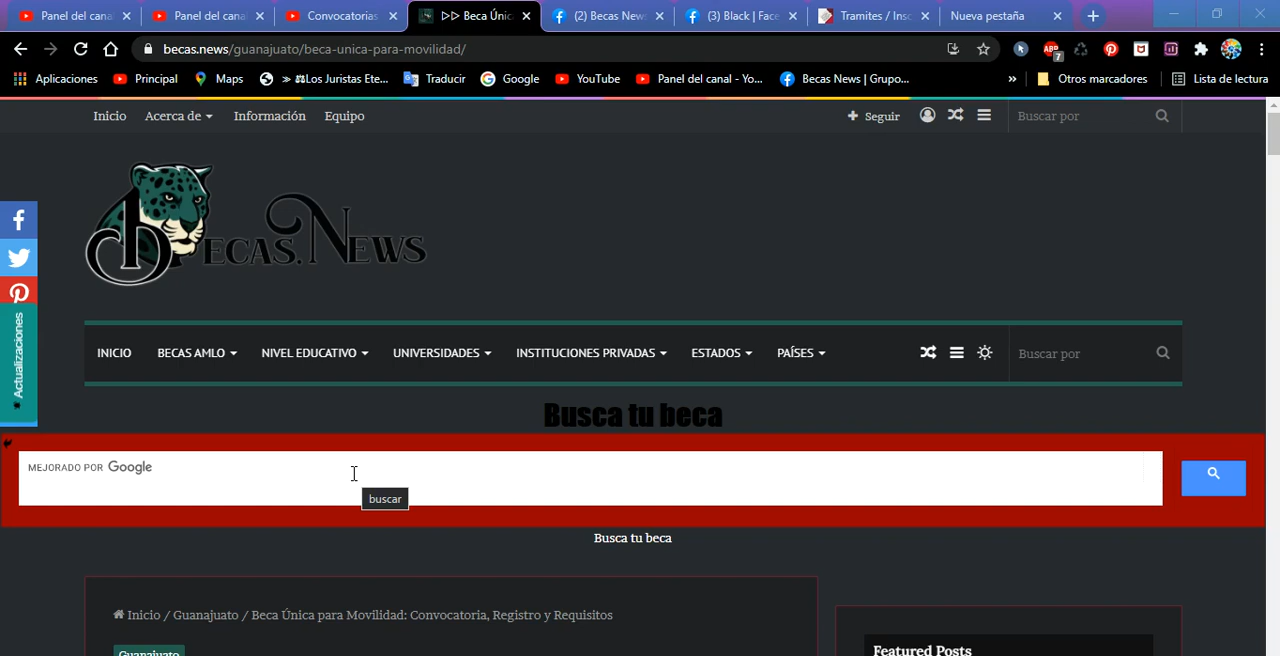 Panel del cana
Panel del cana
Convocatorias
▷▷ Beca Únic
(2) Becas New
(3) Black | Face
Tramites / Insc
Nueva pestaña
becas.news/guanajuato/beca-unica-para-movilidad/
ABP
7
Aplicaciones
Principal
Maps
» ⚖Los Juristas Ete...
Traducir
Google
YouTube
Panel del canal - Yo...
Becas News | Grupo...
»
Otros marcadores
Lista de lectura
Inicio
Acerca de
Información
Equipo
+ Seguir
Buscar por
BECAS.NEWS
Actualizaciones
INICIO
BECAS AMLO
NIVEL EDUCATIVO
UNIVERSIDADES
INSTITUCIONES PRIVADAS
ESTADOS
PAÍSES
Buscar por
Busca tu beca
MEJORADO POR Google
buscar
Busca tu beca
Inicio / Guanajuato / Beca Única para Movilidad: Convocatoria, Registro y Requisitos
Guanajuato
Featured Posts